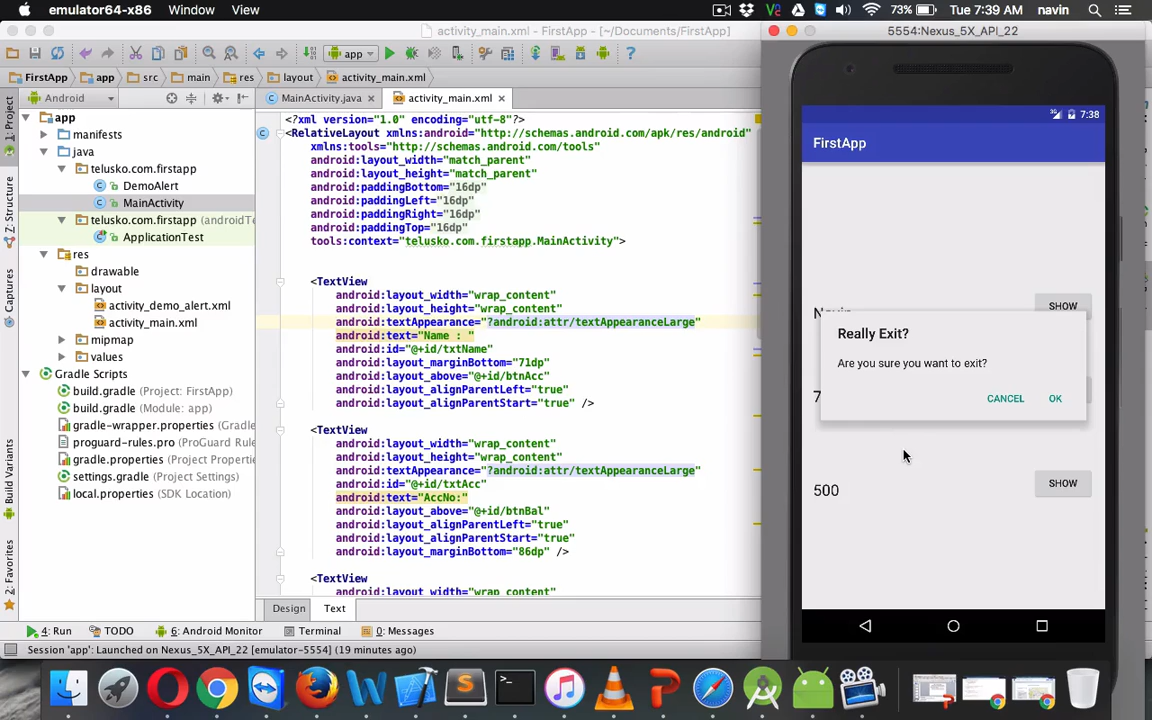 emulator64-x86 Window View
73% Tue 7:39 AM navin
activity_main.xml - FirstApp - [~/Documents/FirstApp]
5554:Nexus_5X_API_22
app
FirstApp app src main res layout activity_main.xml
Android
MainActivity.java
activity_main.xml
1: Project
Z: Structure
Captures
Build Variants
2: Favorites
app
manifests
java
telusko.com.firstapp
DemoAlert
MainActivity
telusko.com.firstapp (androidTe
ApplicationTest
res
drawable
layout
activity_demo_alert.xml
activity_main.xml
mipmap
values
Gradle Scripts
build.gradle (Project: FirstApp)
build.gradle (Module: app)
gradle-wrapper.properties (Gradle
proguard-rules.pro (ProGuard Rule
gradle.properties (Project Properti
settings.gradle (Project Settings)
local.properties (SDK Location)
<?xml version="1.0" encoding="utf-8"?>
<RelativeLayout xmlns:android="http://schemas.android.com/apk/res/android"
xmlns:tools="http://schemas.android.com/tools"
android:layout_width="match_parent"
android:layout_height="match_parent"
android:paddingBottom="16dp"
android:paddingLeft="16dp"
android:paddingRight="16dp"
android:paddingTop="16dp"
tools:context="telusko.com.firstapp.MainActivity">
<TextView
android:layout_width="wrap_content"
android:layout_height="wrap_content"
android:textAppearance="?android:attr/textAppearanceLarge"
android:text="Name : "
android:id="@+id/txtName"
android:layout_marginBottom="71dp"
android:layout_above="@+id/btnAcc"
android:layout_alignParentLeft="true"
android:layout_alignParentStart="true" />
<TextView
android:layout_width="wrap_content"
android:layout_height="wrap_content"
android:textAppearance="?android:attr/textAppearanceLarge"
android:id="@+id/txtAcc"
android:text="AccNo:"
android:layout_above="@+id/btnBal"
android:layout_alignParentLeft="true"
android:layout_alignParentStart="true"
android:layout_marginBottom="86dp" />
<TextView
android:layout_width="wrap_content"
Design Text
4: Run TODO 6: Android Monitor Terminal 0: Messages
Session 'app': Launched on Nexus_5X_API_22 [emulator-5554] (19 minutes ago)
3G 7:38
FirstApp
SHOW
Really Exit?
Are you sure you want to exit?
CANCEL OK
500 SHOW